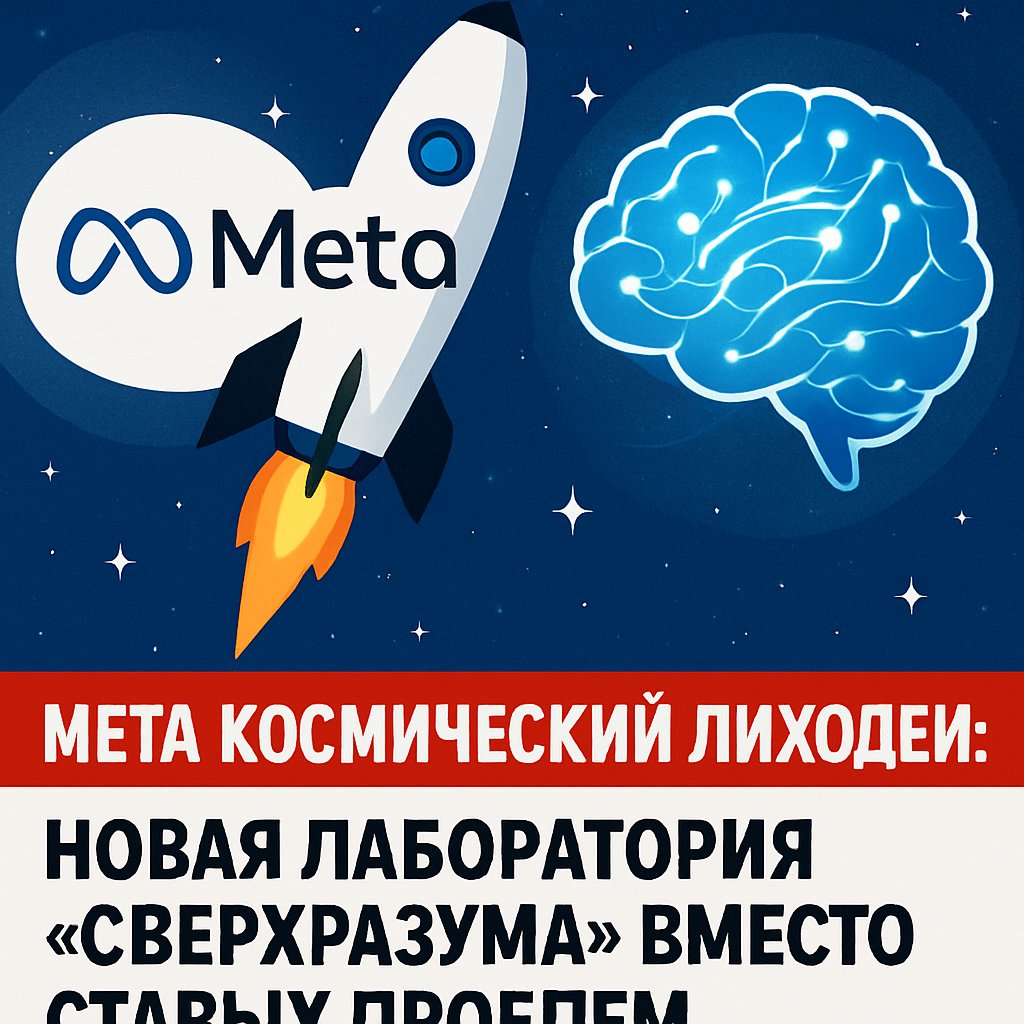 Meta
МЕТА КОСМИЧЕСКИЙ ЛИХОДЕИ:
НОВАЯ ЛАБОРАТОРИЯ
«СВЕРХРАЗУМА» ВМЕСТО